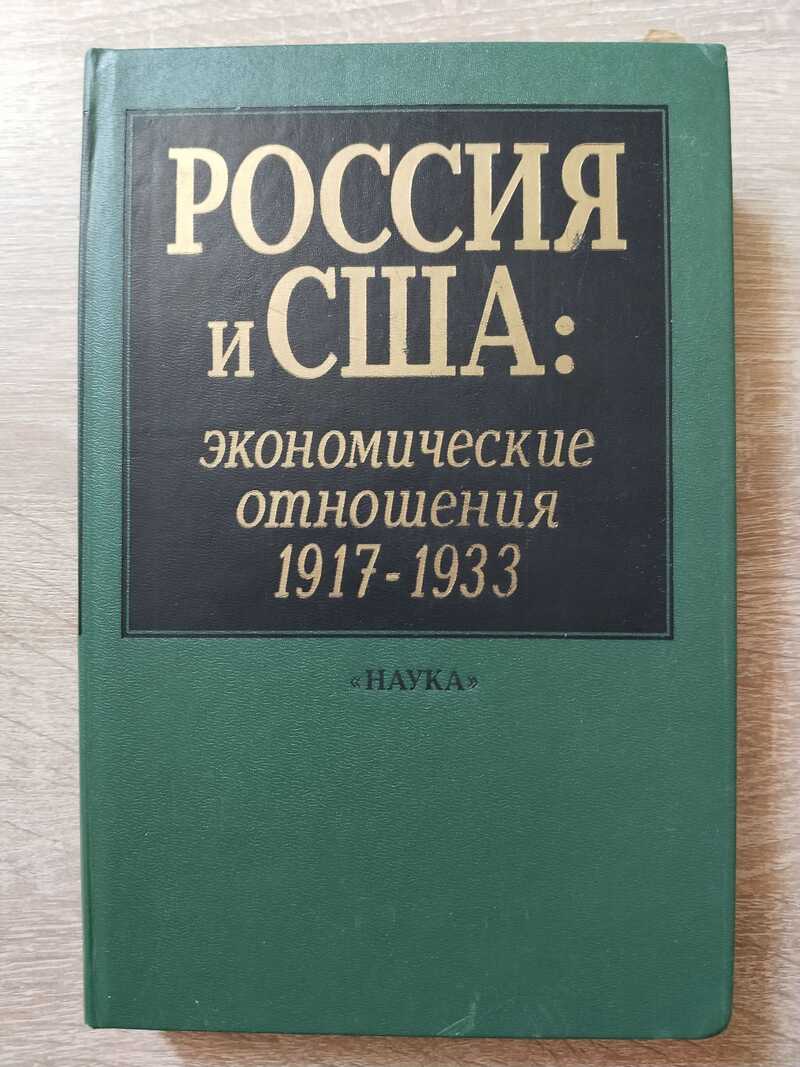 РОССИЯ
и США:
экономические
отношения
1917-1933
«НАУКА»